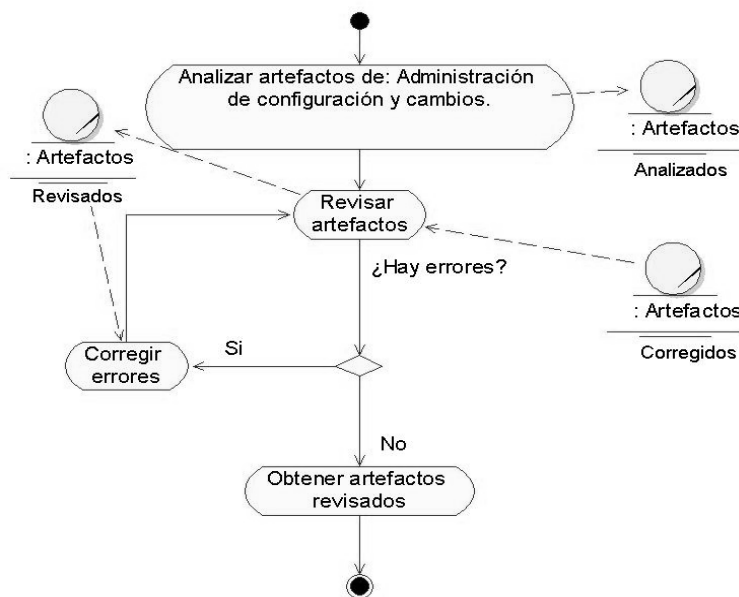 Analizar artefactos de: Administración
de configuración y cambios.
: Artefactos
Analizados
: Artefactos
Revisados
Revisar
artefactos
¿Hay errores?
: Artefactos
Corregidos
Corregir
errores
Si
No
Obtener artefactos
revisados